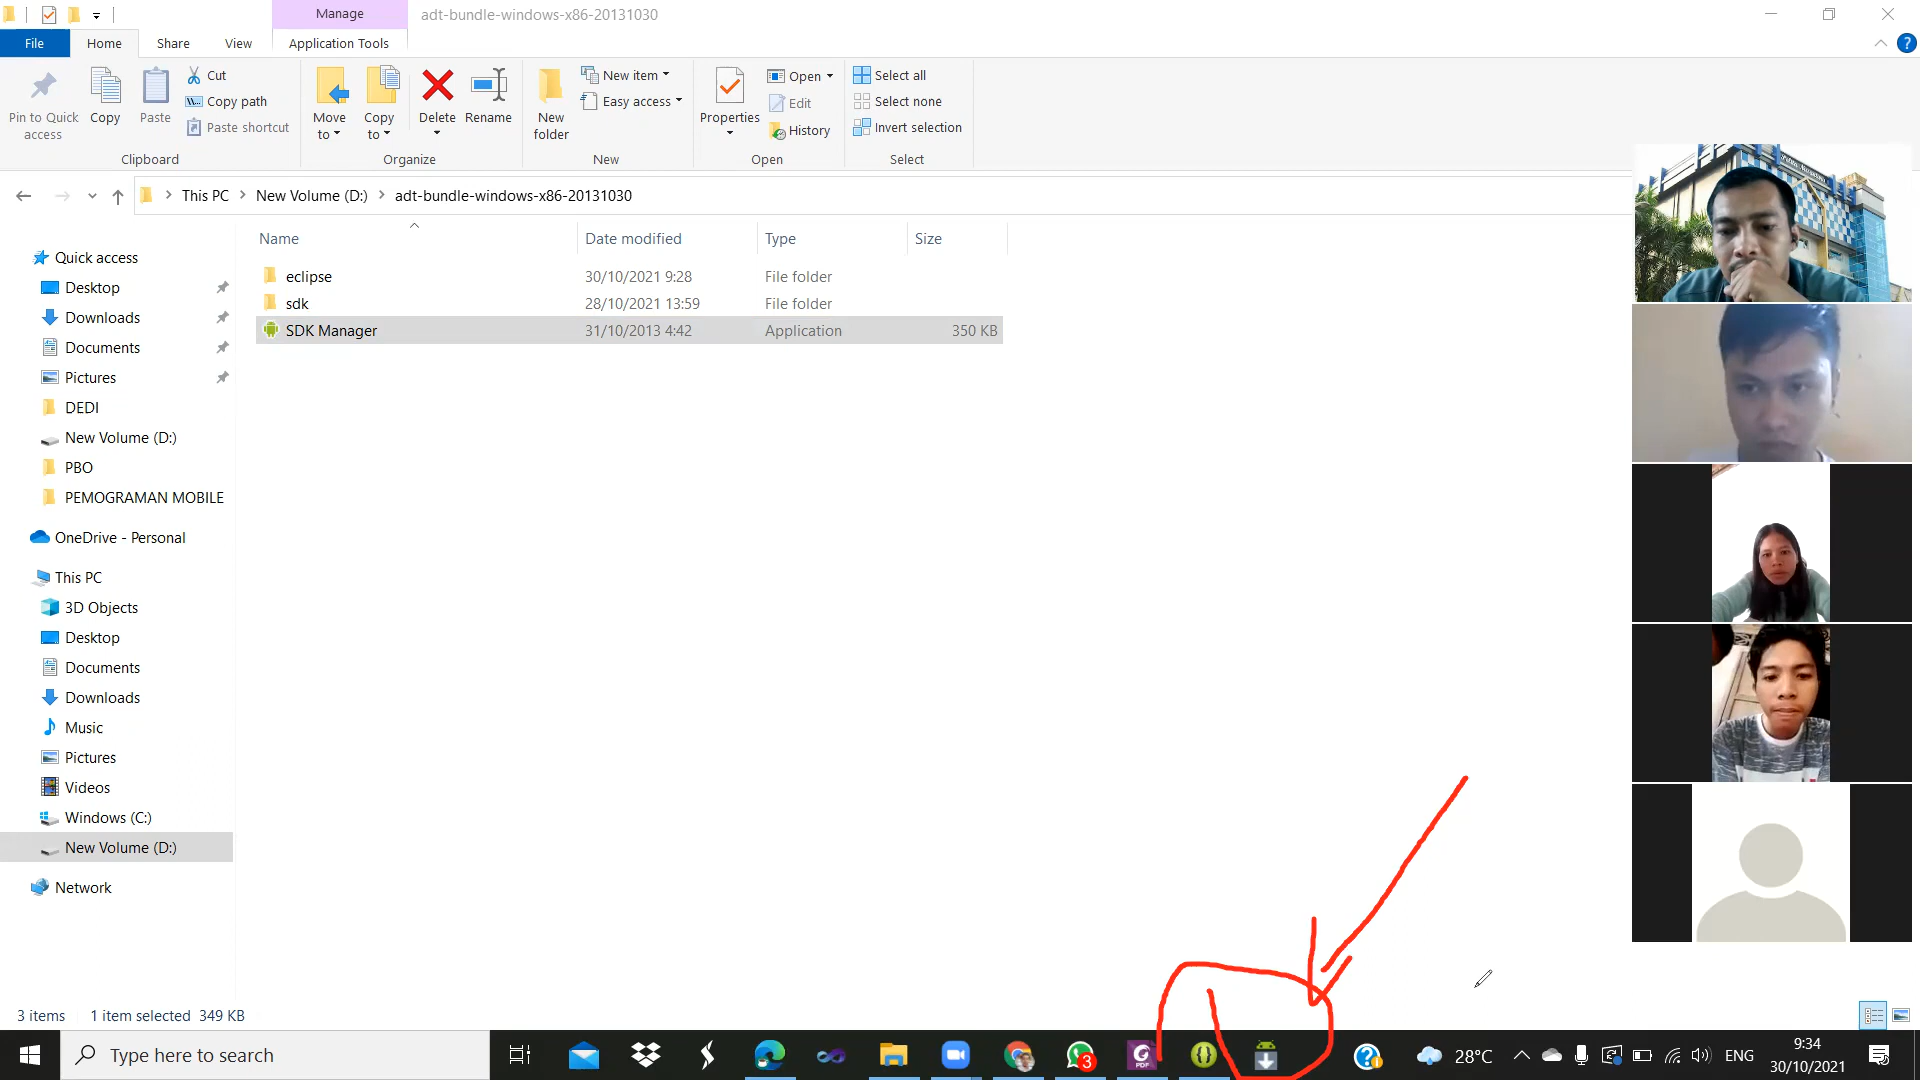 Manage
adt-bundle-windows-x86-20131030
File
Home
Share
View
Application Tools
Pin to Quick access
Copy
Paste
Cut
Copy path
Paste shortcut
Clipboard
Move to
Copy to
Delete
Rename
Organize
New folder
New item
Easy access
New
Properties
Open
Edit
History
Open
Select all
Select none
Invert selection
Select
This PC
New Volume (D:)
adt-bundle-windows-x86-20131030
Name
Date modified
Type
Size
eclipse 30/10/2021 9:28 File folder
sdk 28/10/2021 13:59 File folder
SDK Manager 31/10/2013 4:42 Application 350 KB
Quick access
Desktop
Downloads
Documents
Pictures
DEDI
New Volume (D:)
PBO
PEMOGRAMAN MOBILE
OneDrive - Personal
This PC
3D Objects
Desktop
Documents
Downloads
Music
Pictures
Videos
Windows (C:)
New Volume (D:)
Network
3 items
1 item selected 349 KB
Type here to search
3
PDF
28°C
ENG
9:34
30/10/2021